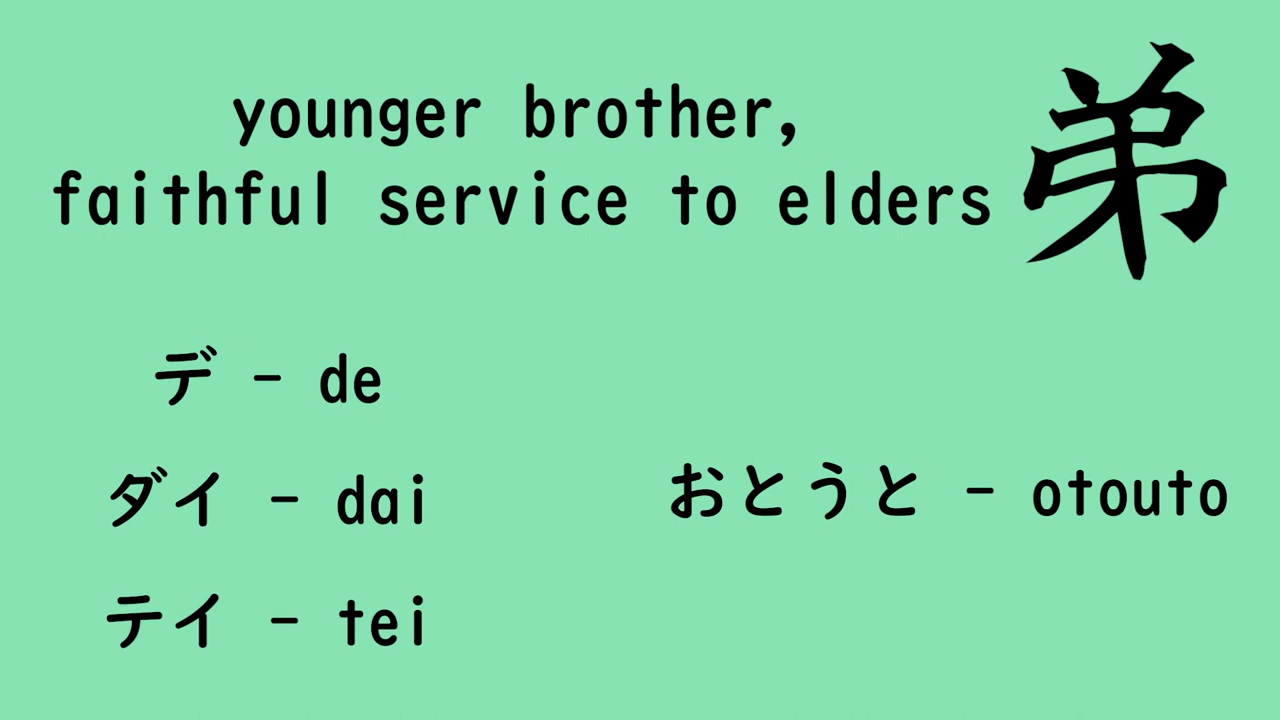 younger brother,
faithful service to elders
弟
デ - de
ダイ - dai
テイ - tei
おとうと - otouto